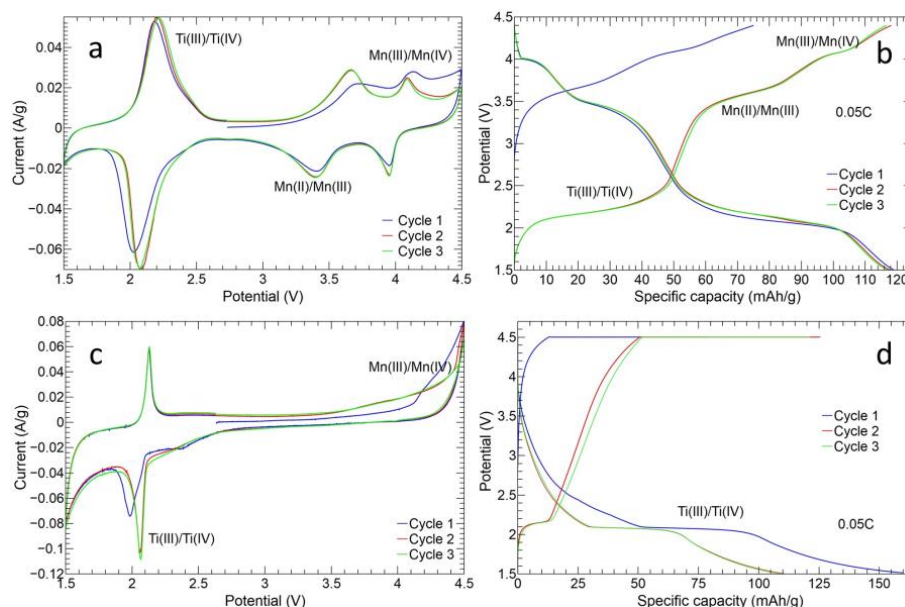 a
Ti(III)/Ti(IV)
Mn(III)/Mn(IV)
Mn(II)/Mn(III)
Cycle 1
Cycle 2
Cycle 3
Current (A/g)
0.04
0.02
0
−0.02
−0.04
−0.06
1.5 2 2.5 3 3.5 4 4.5
Potential (V)
b
Mn(III)/Mn(IV)
Mn(II)/Mn(III)
0.05C
Ti(III)/Ti(IV)
Cycle 1
Cycle 2
Cycle 3
Potential (V)
4.5
4
3.5
3
2.5
2
1.5
0 10 20 30 40 50 60 70 80 90 100 110 120
Specific capacity (mAh/g)
c
Mn(III)/Mn(IV)
Cycle 1
Cycle 2
Cycle 3
Ti(III)/Ti(IV)
Current (A/g)
0.08
0.06
0.04
0.02
0
−0.02
−0.04
−0.06
−0.08
−0.1
−0.12
1.5 2 2.5 3 3.5 4 4.5
Potential (V)
d
Cycle 1
Cycle 2
Cycle 3
Ti(III)/Ti(IV)
0.05C
Potential (V)
4.5
3.5
3
2.5
2
1.5
0 25 50 75 100 125 150
Specific capacity (mAh/g)